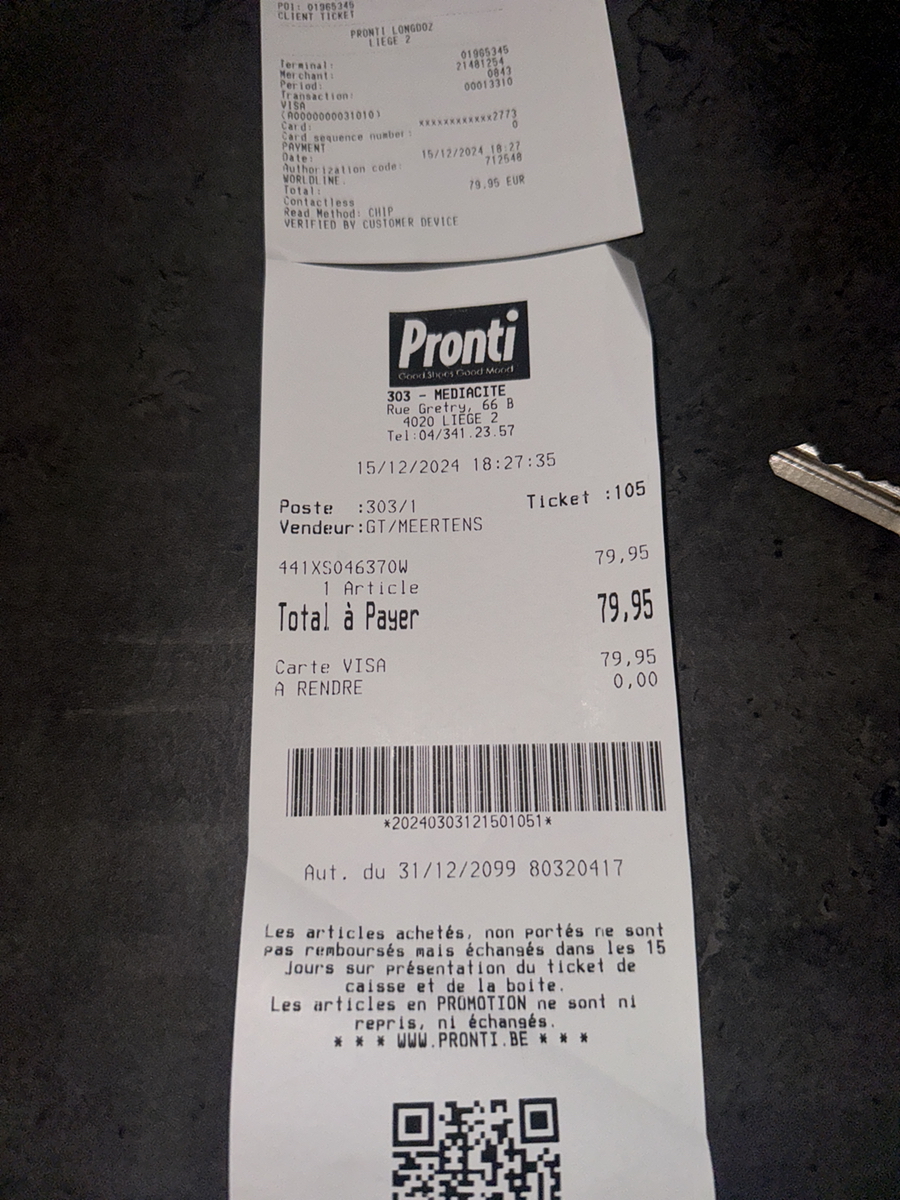 POI: 01965345
CLIENT TICKET
PRONTI LONGDOZ
LIEGE 2
Terminal: 01965345
Merchant: 21481254
Period: 0843
Transaction: 00013310
VISA
(A0000000031010)
Card: xxxxxxxxxxxx2773
Card sequence number: 0
PAYMENT
Date: 15/12/2024 18:27
Authorization code: 712548
WORLDLINE.
Total: 79.95 EUR
Contactless
Read Method: CHIP
VERIFIED BY CUSTOMER DEVICE
Pronti
Good Shoes Good Mood
303 - MEDIACITE
Rue Gretry, 66 B
4020 LIEGE 2
Tel:04/341.23.57
15/12/2024 18:27:35
Poste :303/1 Ticket :105
Vendeur:GT/MEERTENS
441XS046370W 79,95
1 Article
Total à Payer 79,95
Carte VISA 79,95
A RENDRE 0,00
*20240303121501051*
Aut. du 31/12/2099 80320417
Les articles achetés, non portés ne sont
pas remboursés mais échangés dans les 15
Jours sur présentation du ticket de
caisse et de la boite.
Les articles en PROMOTION ne sont ni
repris, ni échangés.
* * * WWW.PRONTI.BE * * *